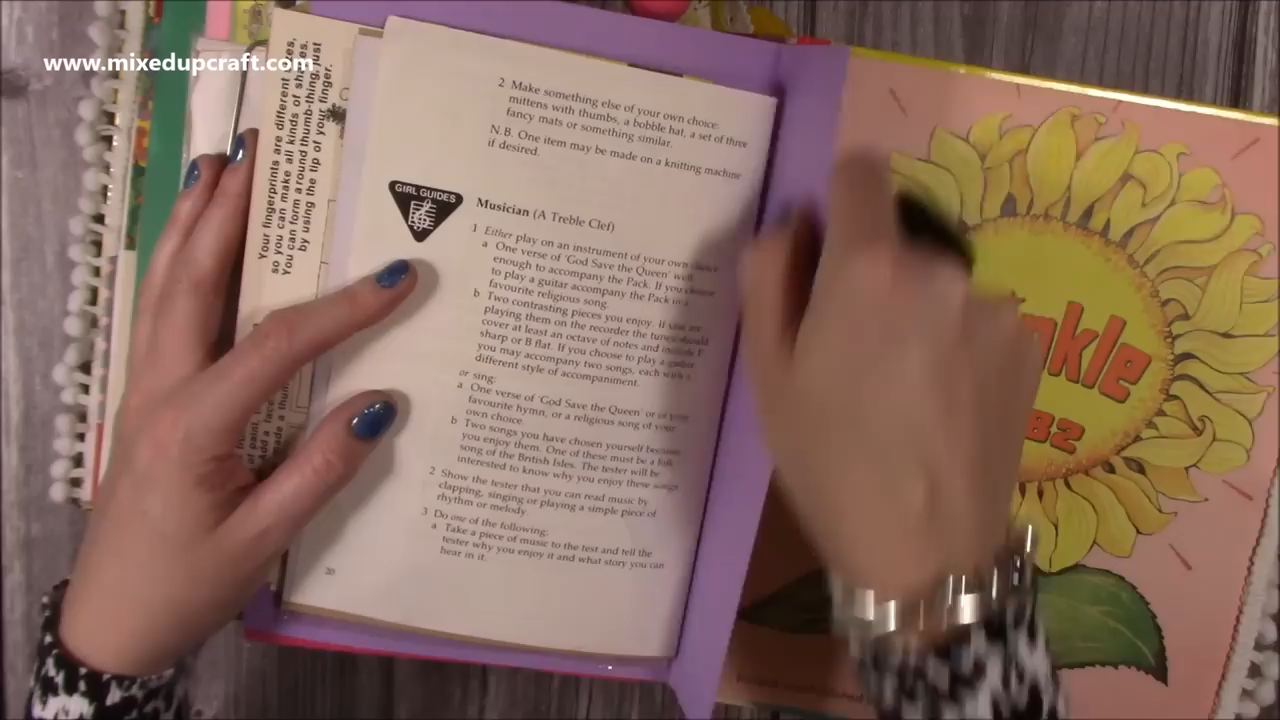 www.mixedupcraft.com
Your fingerprints are different sizes,
so you can make all kinds of shapes.
You can form a round thumb-thing, just
by using the tip of your finger.
2 Make something else of your own choice:
mittens with thumbs, a bobble hat, a set of three
fancy mats or something similar.
N.B. One item may be made on a knitting machine
if desired.
GIRL GUIDES
Musician (A Treble Clef)
1 Either play on an instrument of your own choice
a One verse of 'God Save the Queen' well
enough to accompany the Pack. If you choose
to play a guitar accompany the Pack in a
favourite religious song.
b Two contrasting pieces you enjoy. If you are
playing them on the recorder the tunes should
cover at least an octave of notes and include F
sharp or B flat. If you choose to play a guitar
you may accompany two songs, each with a
different style of accompaniment.
or sing:
a One verse of 'God Save the Queen' or of your
favourite hymn, or a religious song of your
own choice.
b Two songs you have chosen yourself because
you enjoy them. One of these must be a folk
song of the British Isles. The tester will be
interested to know why you enjoy these songs
2 Show the tester that you can read music by
clapping, singing or playing a simple piece of
rhythm or melody.
3 Do one of the following:
a Take a piece of music to the test and tell the
tester why you enjoy it and what story you can
hear in it.
20
nkle
82